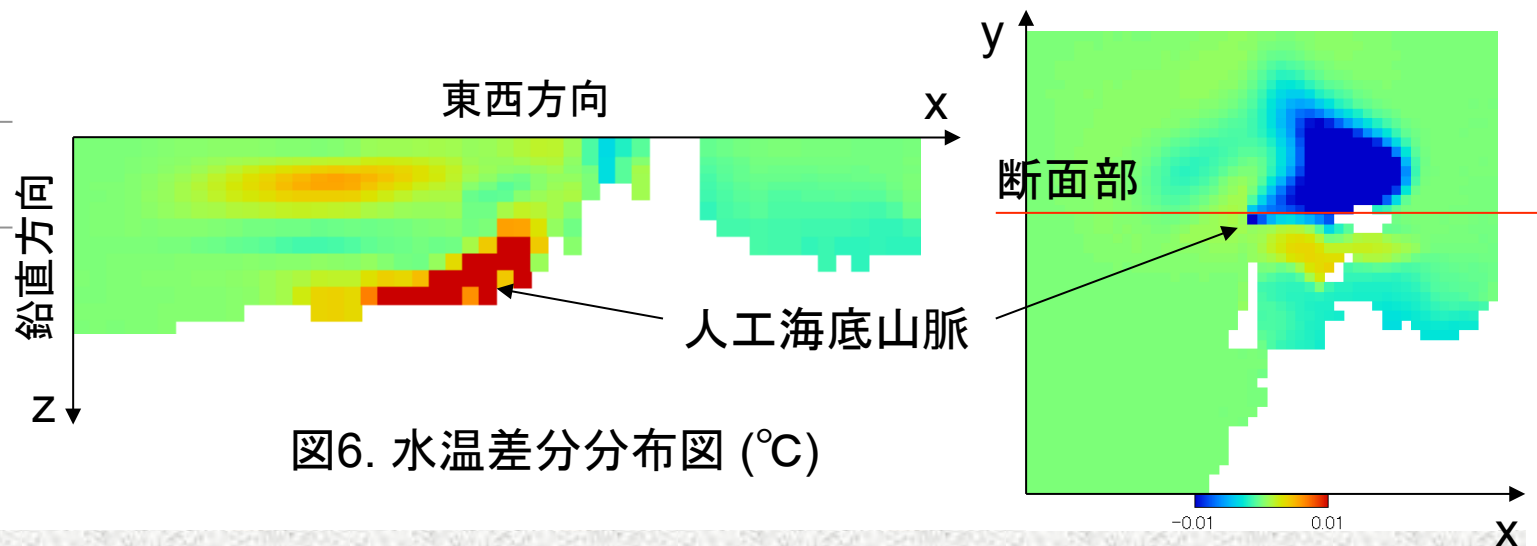 y
東西方向
x
断面部
鉛直方向
人工海底山脈
z
図6. 水温差分分布図 (℃)
-0.01
0.01
x